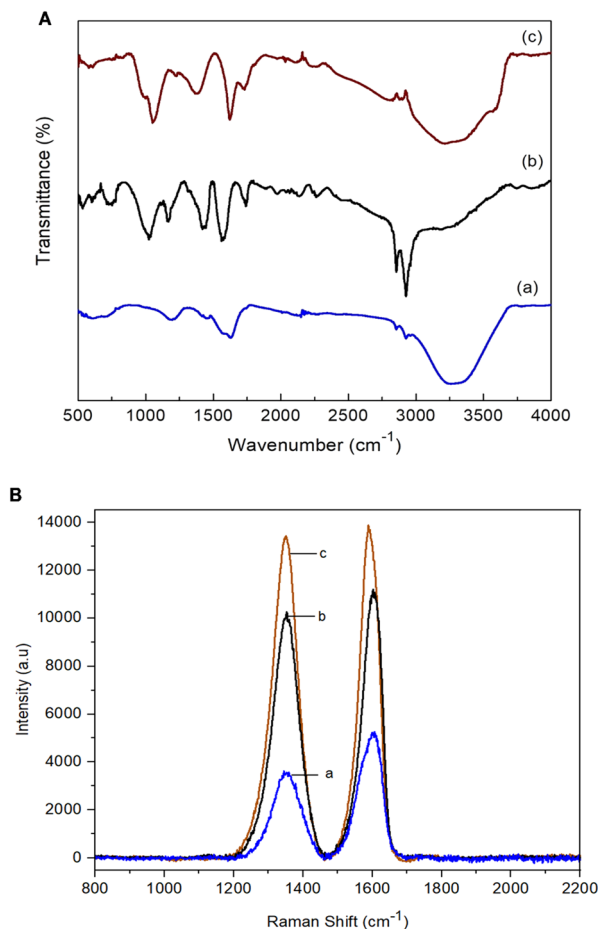 A
(c)
(b)
(a)
Transmittance (%)
500 1000 1500 2000 2500 3000 3500 4000
Wavenumber (cm-1)
B
14000
12000
10000
8000
6000
4000
2000
0
c
b
a
Intensity (a.u)
800 1000 1200 1400 1600 1800 2000 2200
Raman Shift (cm-1)